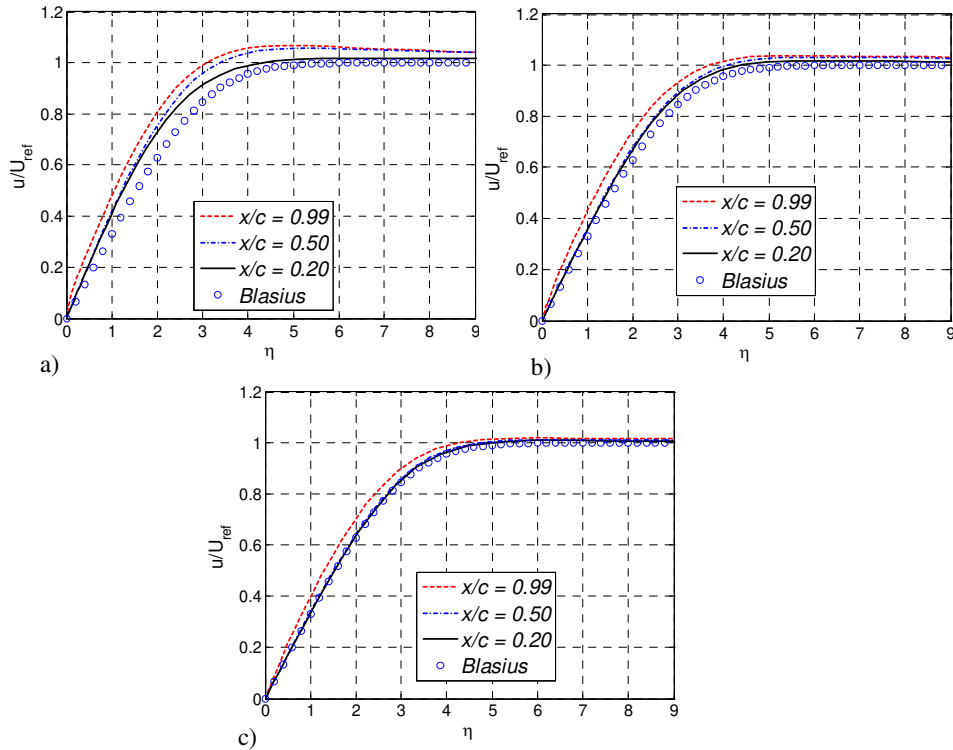 1.2
1
0.8
0.6
0.4
0.2
0
u/U_ref
x/c = 0.99
x/c = 0.50
x/c = 0.20
Blasius
0 1 2 3 4 5 6 7 8 9
η
a)
1.2
1
0.8
0.6
0.4
0.2
0
u/U_ref
x/c = 0.99
x/c = 0.50
x/c = 0.20
Blasius
0 1 2 3 4 5 6 7 8 9
η
b)
1.2
1
0.8
0.6
0.4
0.2
0
u/U_ref
x/c = 0.99
x/c = 0.50
x/c = 0.20
Blasius
0 1 2 3 4 5 6 7 8 9
η
c)